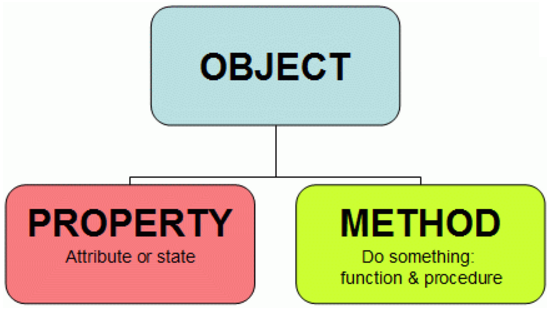 OBJECT
PROPERTY
Attribute or state
METHOD
Do something:
function & procedure